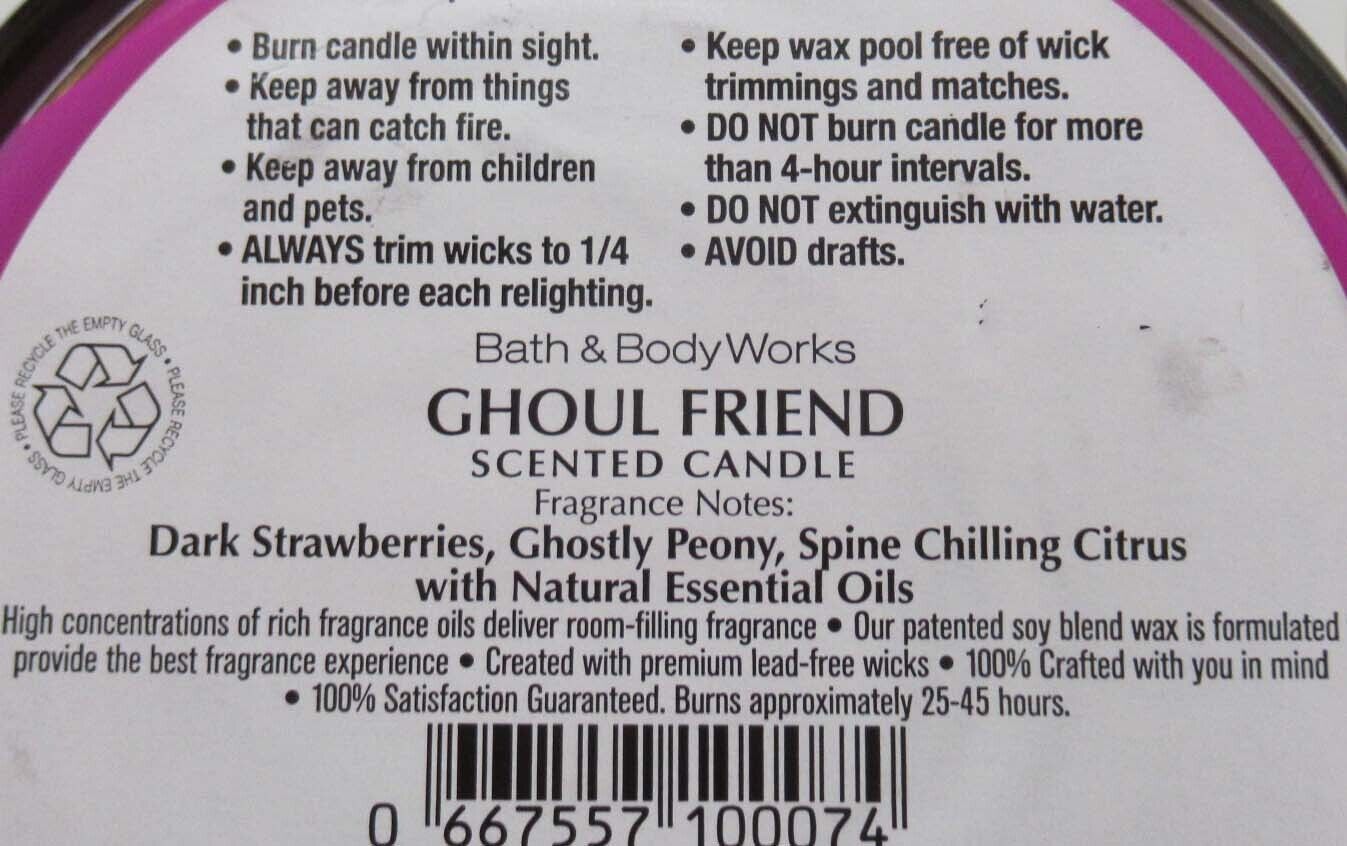 • Burn candle within sight.
• Keep away from things
that can catch fire.
• Keep away from children
and pets.
• ALWAYS trim wicks to 1/4
inch before each relighting.
• Keep wax pool free of wick
trimmings and matches.
• DO NOT burn candle for more
than 4-hour intervals.
• DO NOT extinguish with water.
• AVOID drafts.
PLEASE RECYCLE THE EMPTY GLASS • PLEASE RECYCLE THE EMPTY GLASS •
Bath & Body Works
GHOUL FRIEND
SCENTED CANDLE
Fragrance Notes:
Dark Strawberries, Ghostly Peony, Spine Chilling Citrus
with Natural Essential Oils
High concentrations of rich fragrance oils deliver room-filling fragrance • Our patented soy blend wax is formulated
provide the best fragrance experience • Created with premium lead-free wicks • 100% Crafted with you in mind
• 100% Satisfaction Guaranteed. Burns approximately 25-45 hours.
0 667557 100074